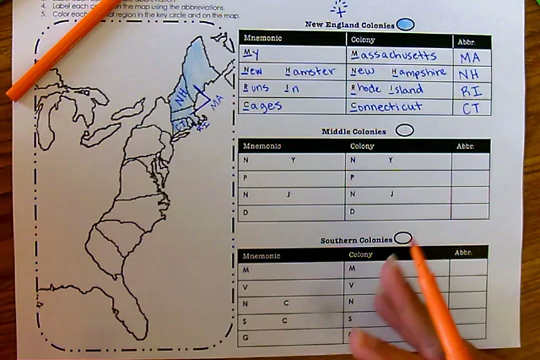 4. Label each on the map using the abbreviations.
5. Color each region in the key circle and on the map.
New England Colonies
Mnemonic Colony Abbr.
My Massachusetts MA
New Hamster New Hampshire NH
Runs In Rhode Island RI
Cages Connecticut CT
Middle Colonies
Mnemonic Colony Abbr.
N Y N Y
P P
N J N J
D D
Southern Colonies
Mnemonic Colony Abbr.
M M
V V
N C N
S C S
G G
NH
MA
CT
RI